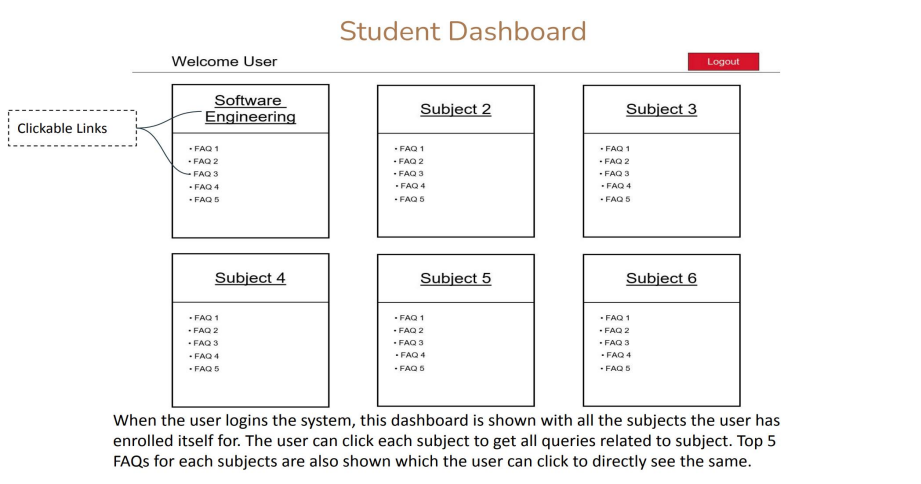 Student Dashboard
Welcome User
Logout
Clickable Links
Software
Engineering
• FAQ 1
• FAQ 2
• FAQ 3
• FAQ 4
• FAQ 5
Subject 2
• FAQ 1
• FAQ 2
• FAQ 3
• FAQ 4
• FAQ 5
Subject 3
• FAQ 1
• FAQ 2
• FAQ 3
• FAQ 4
• FAQ 5
Subject 4
• FAQ 1
• FAQ 2
• FAQ 3
• FAQ 4
• FAQ 5
Subject 5
• FAQ 1
• FAQ 2
• FAQ 3
• FAQ 4
• FAQ 5
Subject 6
• FAQ 1
• FAQ 2
• FAQ 3
• FAQ 4
• FAQ 5
When the user logins the system, this dashboard is shown with all the subjects the user has
enrolled itself for. The user can click each subject to get all queries related to subject. Top 5
FAQs for each subjects are also shown which the user can click to directly see the same.